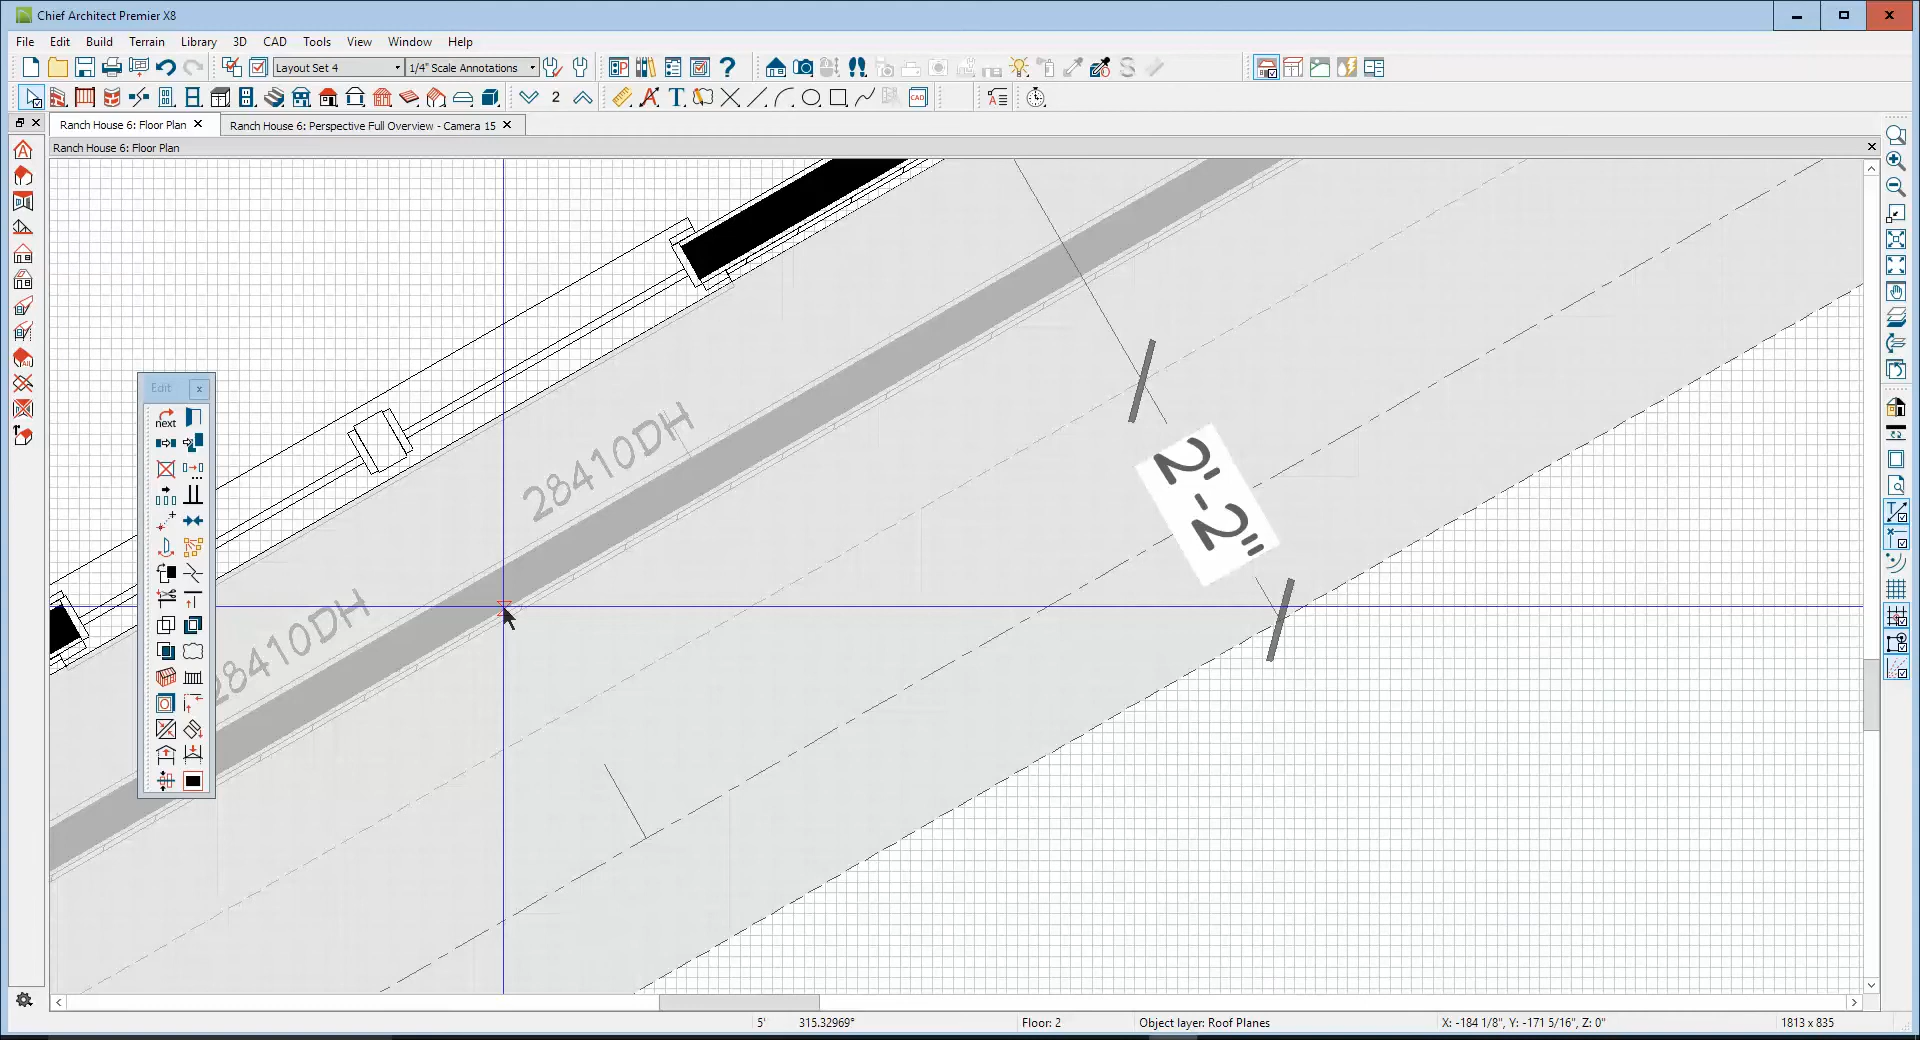 Chief Architect Premier X8
File Edit Build Terrain Library 3D CAD Tools View Window Help
Layout Set 4 1/4" Scale Annotations
2 T CAD
Ranch House 6: Floor Plan Ranch House 6: Perspective Full Overview - Camera 15
Ranch House 6: Floor Plan
Edit x
next
28410DH
2'-2"
28410DH
5' 315.32969° Floor: 2 Object layer: Roof Planes X: -184 1/8", Y: -171 5/16", Z: 0" 1813 x 835